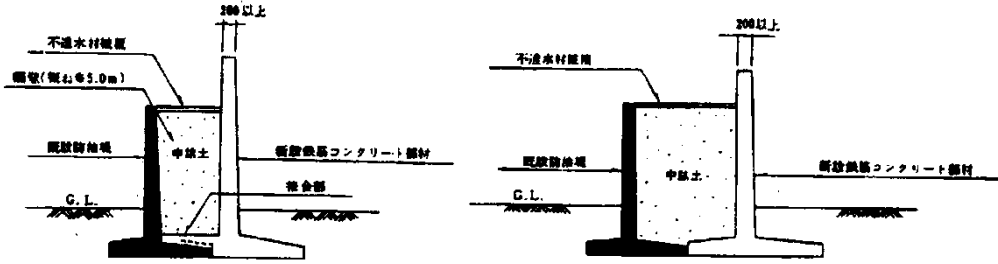 200以上
不透水材被覆
隔壁(概ね@5.0m)
既設防油堤
中詰土
新設鉄筋コンクリート部材
接合部
G.L.
200以上
不透水材被覆
既設防油堤
中詰土
新設鉄筋コンクリート部材
G.L.